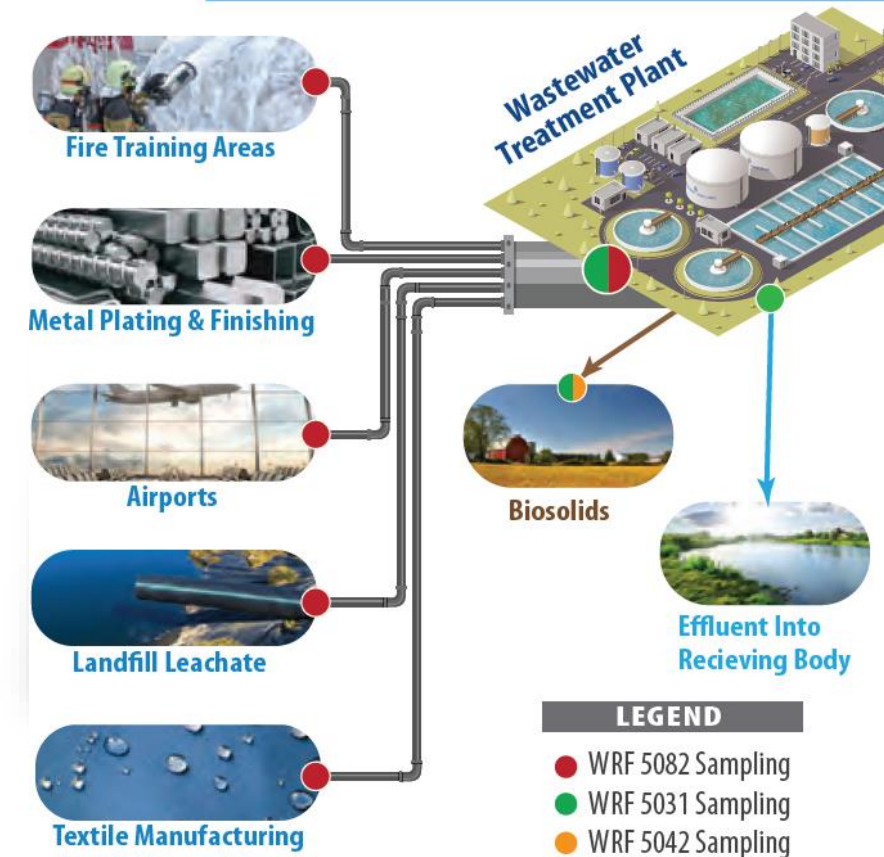 Wastewater
Treatment Plant
Fire Training Areas
Metal Plating & Finishing
Airports
Biosolids
Landfill Leachate
Effluent Into
Recieving Body
Textile Manufacturing
LEGEND
WRF 5082 Sampling
WRF 5031 Sampling
WRF 5042 Sampling